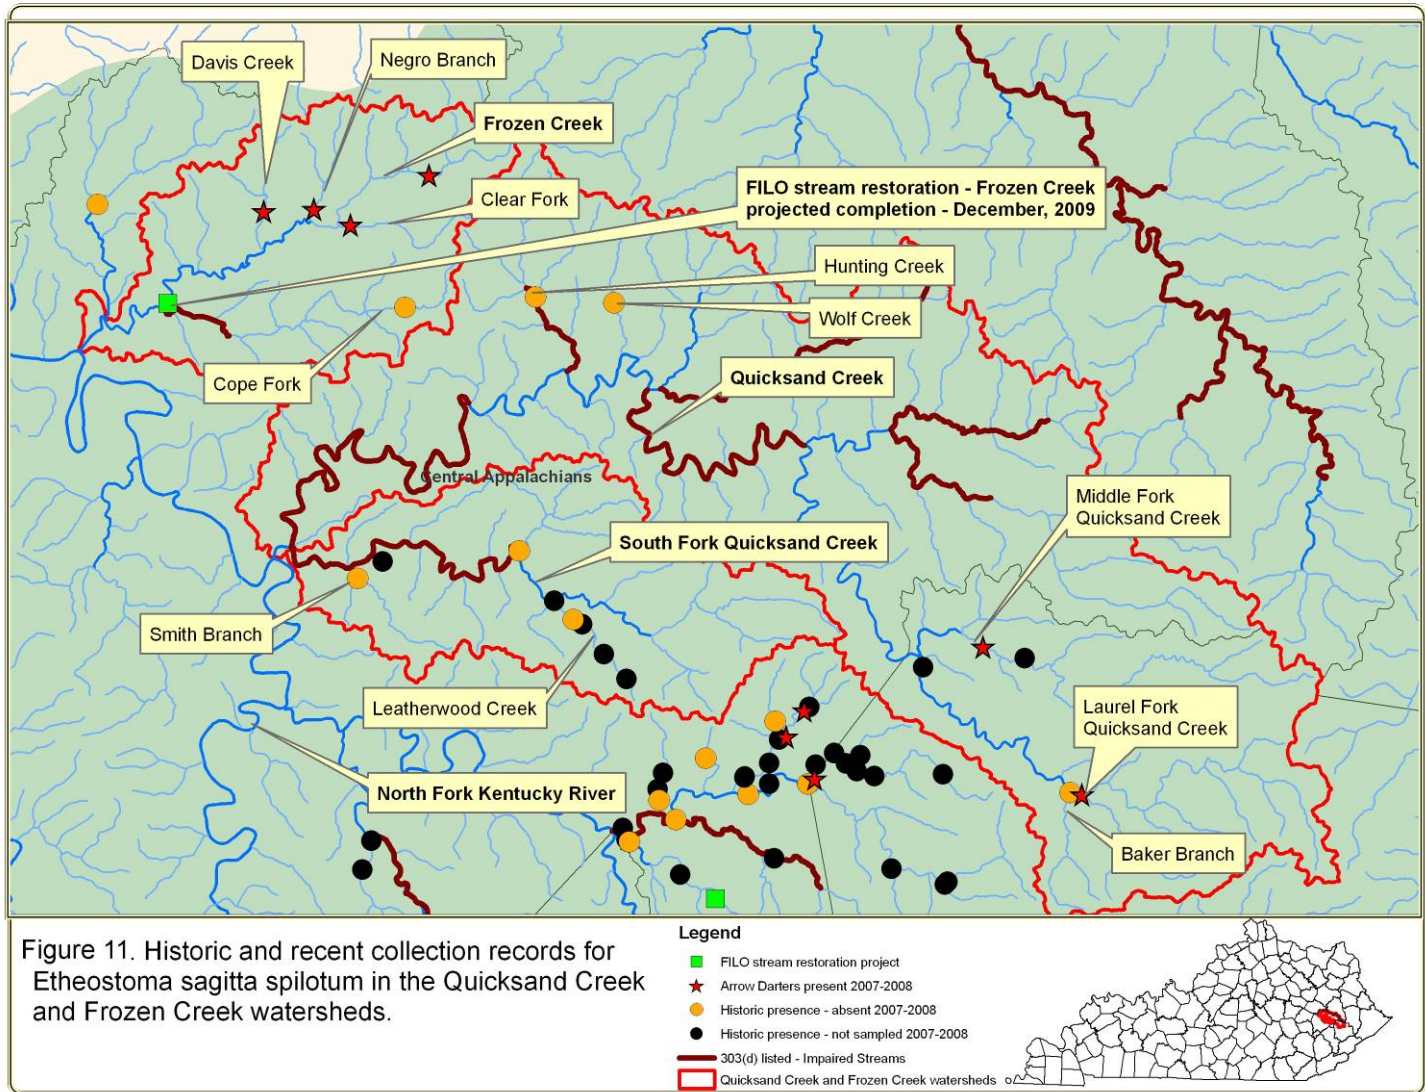 Davis Creek
Negro Branch
Frozen Creek
Clear Fork
FILO stream restoration - Frozen Creek
projected completion - December, 2009
Hunting Creek
Wolf Creek
Cope Fork
Quicksand Creek
Central Appalachians
Middle Fork
Quicksand Creek
South Fork Quicksand Creek
Smith Branch
Leatherwood Creek
Laurel Fork
Quicksand Creek
North Fork Kentucky River
Baker Branch
Figure 11. Historic and recent collection records for
Etheostoma sagitta spilotum in the Quicksand Creek
and Frozen Creek watersheds.
Legend
FILO stream restoration project
Arrow Darters present 2007-2008
Historic presence - absent 2007-2008
Historic presence - not sampled 2007-2008
303(d) listed - Impaired Streams
Quicksand Creek and Frozen Creek watersheds